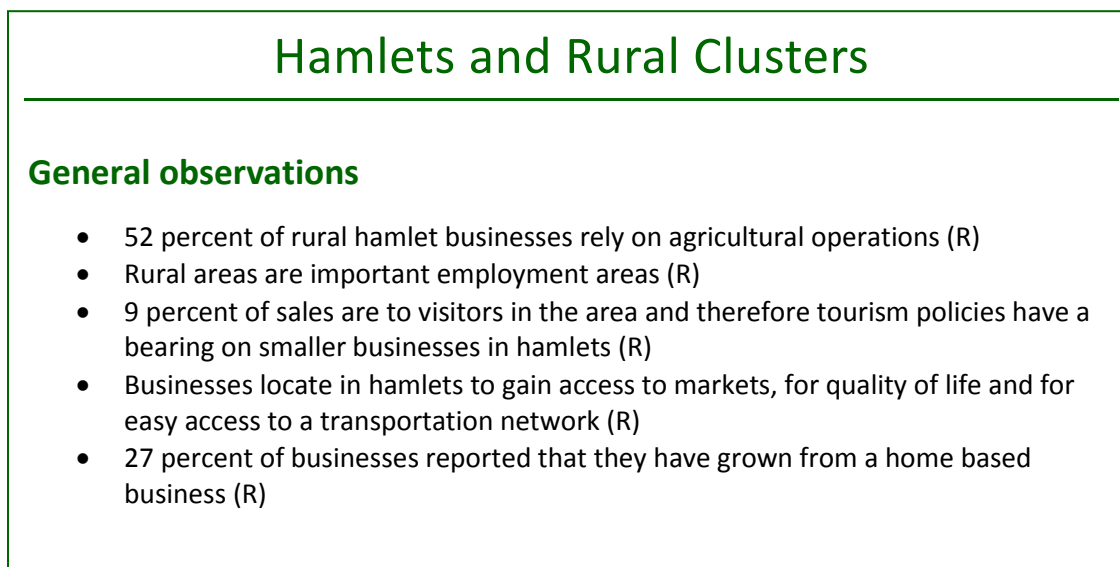 Hamlets and Rural Clusters
General observations
• 52 percent of rural hamlet businesses rely on agricultural operations (R)
• Rural areas are important employment areas (R)
• 9 percent of sales are to visitors in the area and therefore tourism policies have a
bearing on smaller businesses in hamlets (R)
• Businesses locate in hamlets to gain access to markets, for quality of life and for
easy access to a transportation network (R)
• 27 percent of businesses reported that they have grown from a home based
business (R)